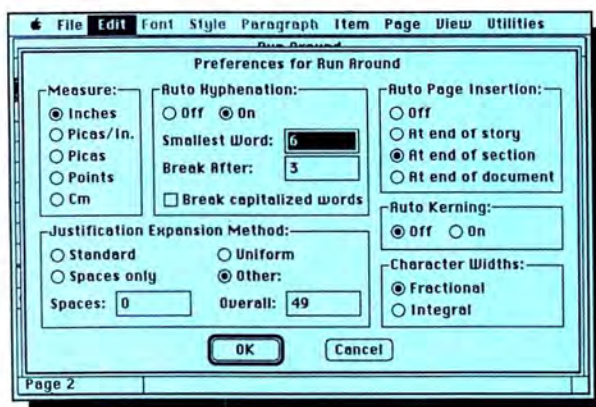 File Edit Font Style Paragraph Item Page View Utilities
Run Around
Preferences for Run Around
Measure:
Inches
Picas/In.
Picas
Points
Cm
Auto Hyphenation:
Off On
Smallest Word: 6
Break After: 3
Break capitalized words
Auto Page Insertion:
Off
At end of story
At end of section
At end of document
Auto Kerning:
Off On
Justification Expansion Method:
Standard Uniform
Spaces only Other:
Spaces: 0 Overall: 49
Character Widths:
Fractional
Integral
OK Cancel
Page 2